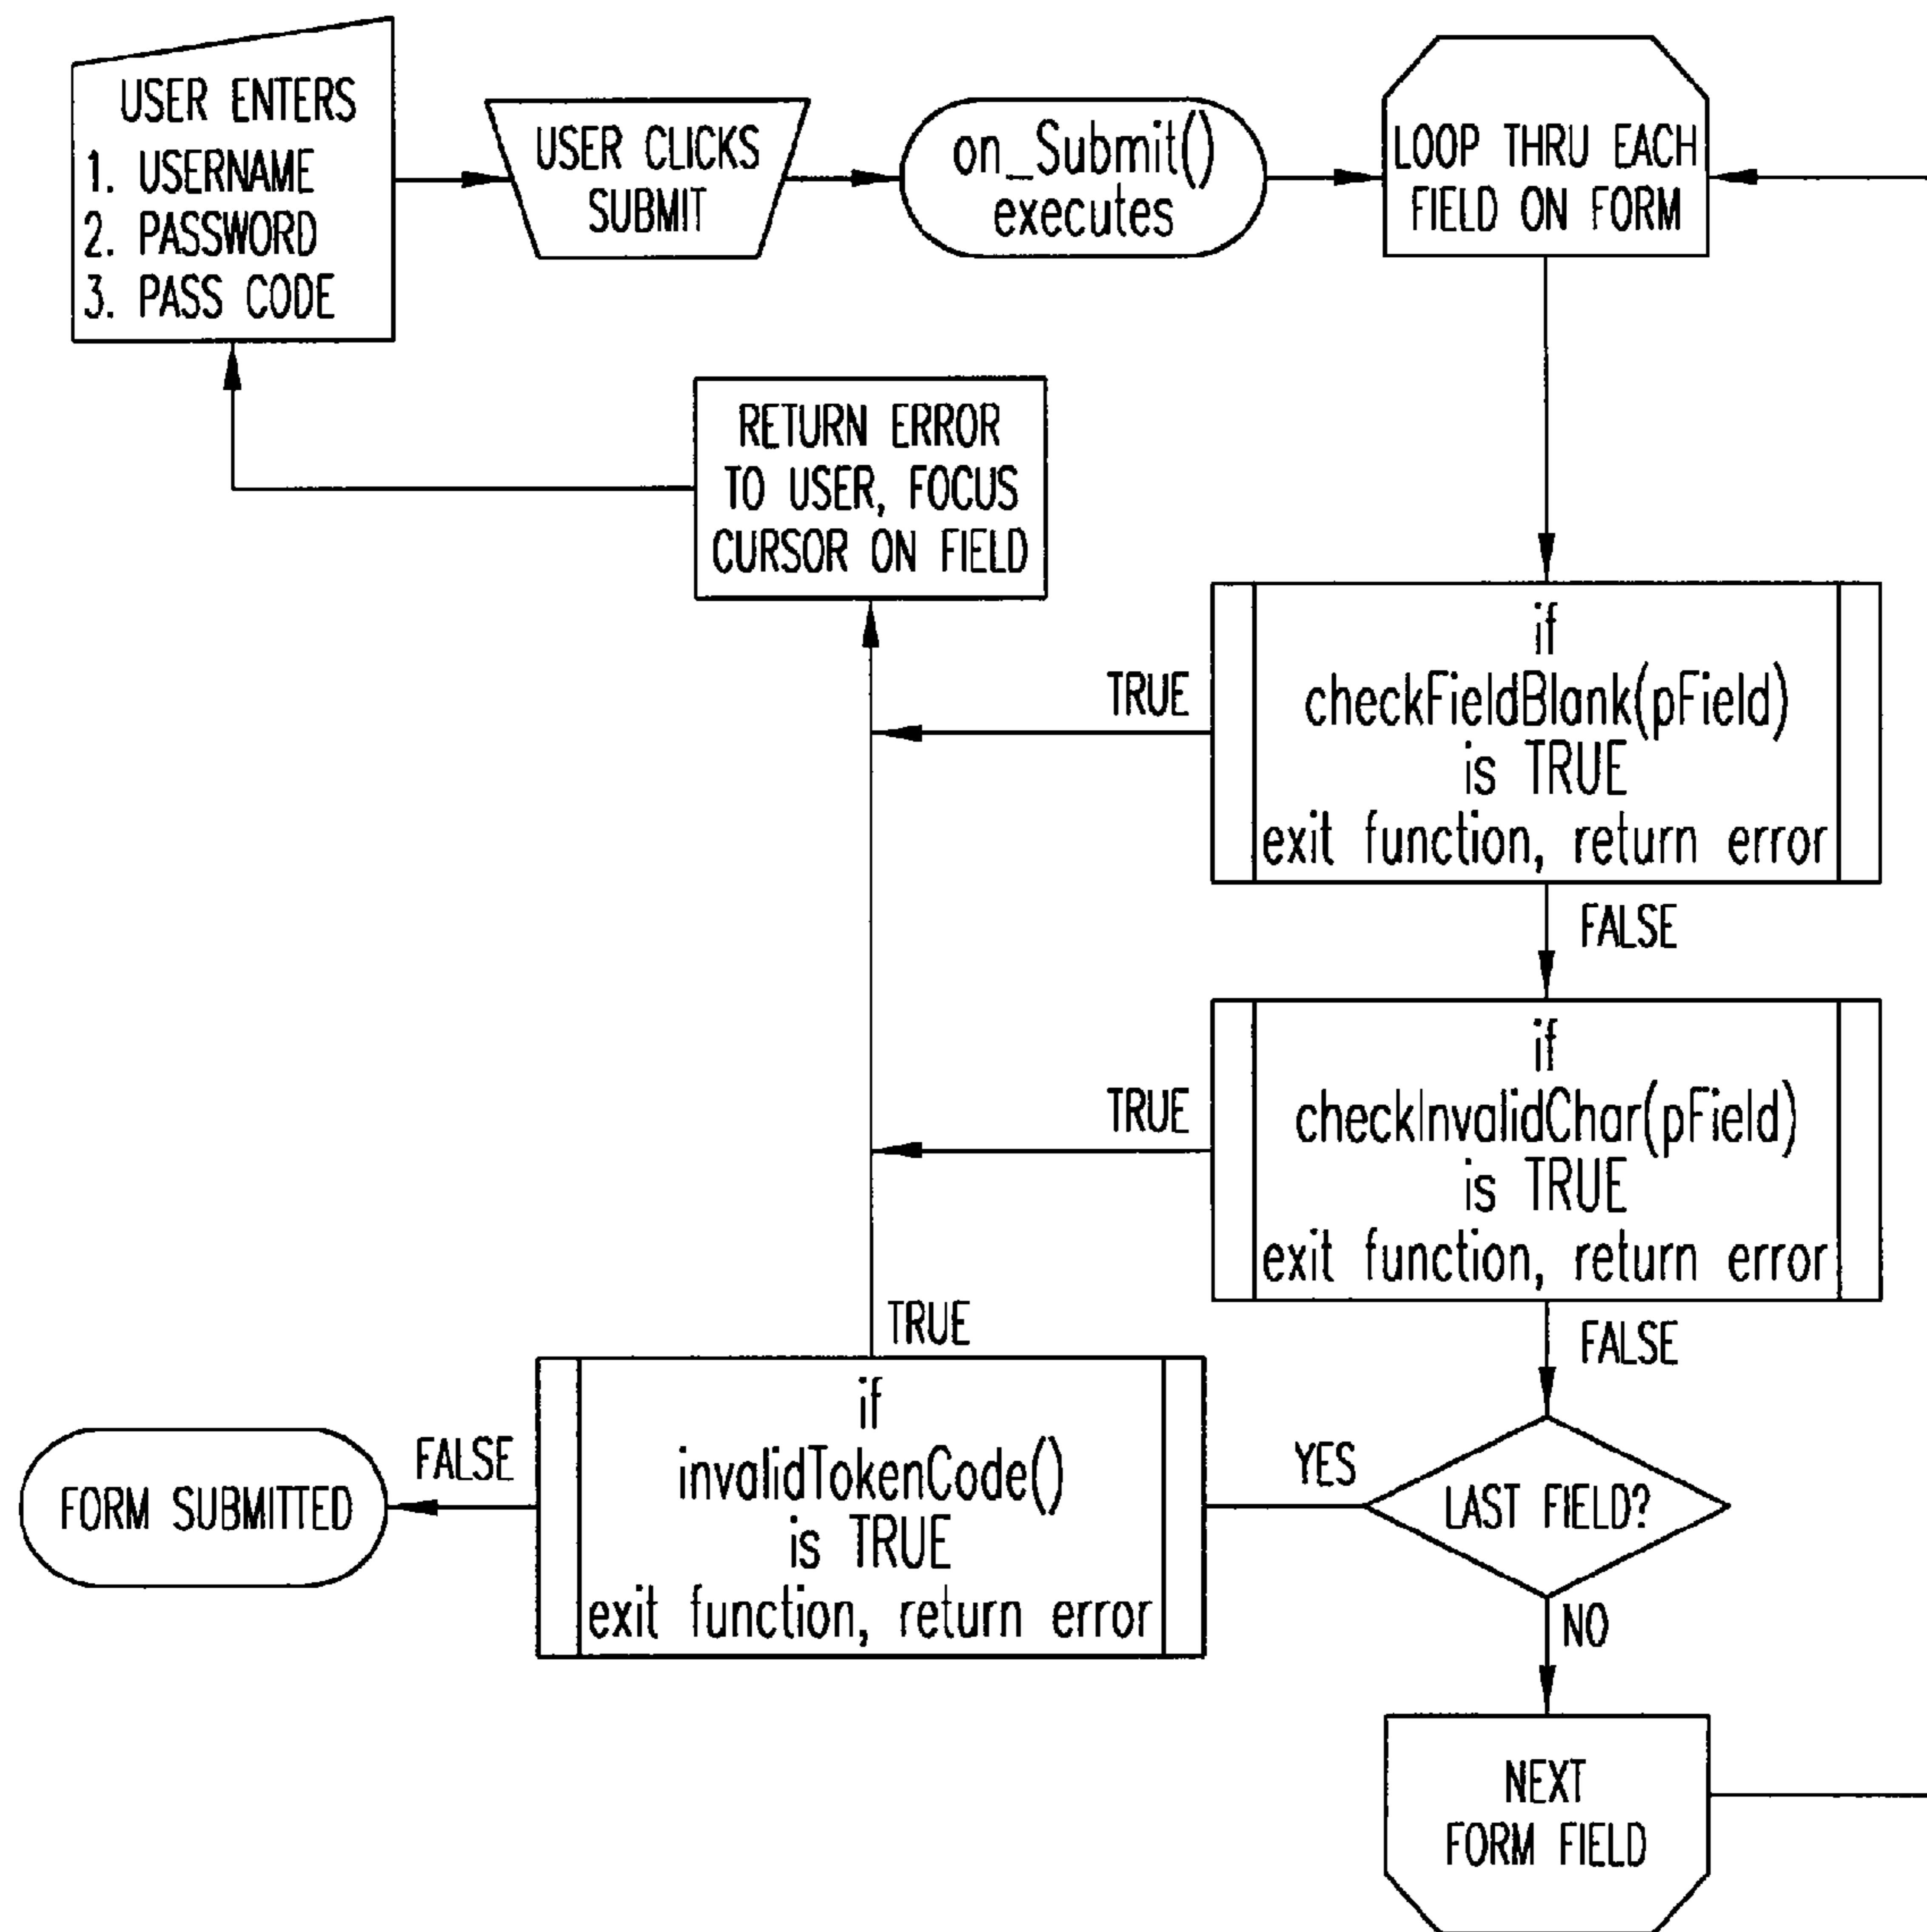 USER ENTERS
1. USERNAME
2. PASSWORD
3. PASS CODE
USER CLICKS
SUBMIT
on_Submit()
executes
LOOP THRU EACH
FIELD ON FORM
RETURN ERROR
TO USER, FOCUS
CURSOR ON FIELD
if
checkFieldBlank(pField)
is TRUE
exit function, return error
TRUE
FALSE
if
checkInvalidChar(pField)
is TRUE
exit function, return error
TRUE
FALSE
LAST FIELD?
YES
NO
if
invalidTokenCode()
is TRUE
exit function, return error
TRUE
FALSE
FORM SUBMITTED
NEXT
FORM FIELD